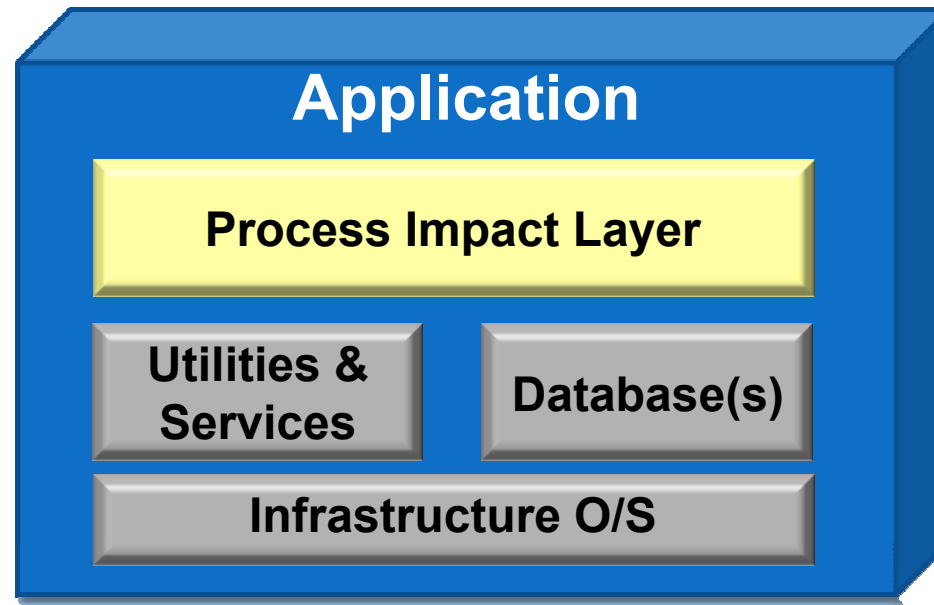 Application
Process Impact Layer
Utilities &
Services
Database(s)
Infrastructure O/S